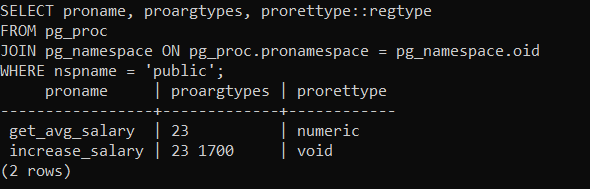 SELECT proname, proargtypes, prorettype::regtype
FROM pg_proc
JOIN pg_namespace ON pg_proc.pronamespace = pg_namespace.oid
WHERE nspname = 'public';
     proname     | proargtypes | prorettype
-----------------+-------------+------------
 get_avg_salary  | 23          | numeric
 increase_salary | 23 1700     | void
(2 rows)